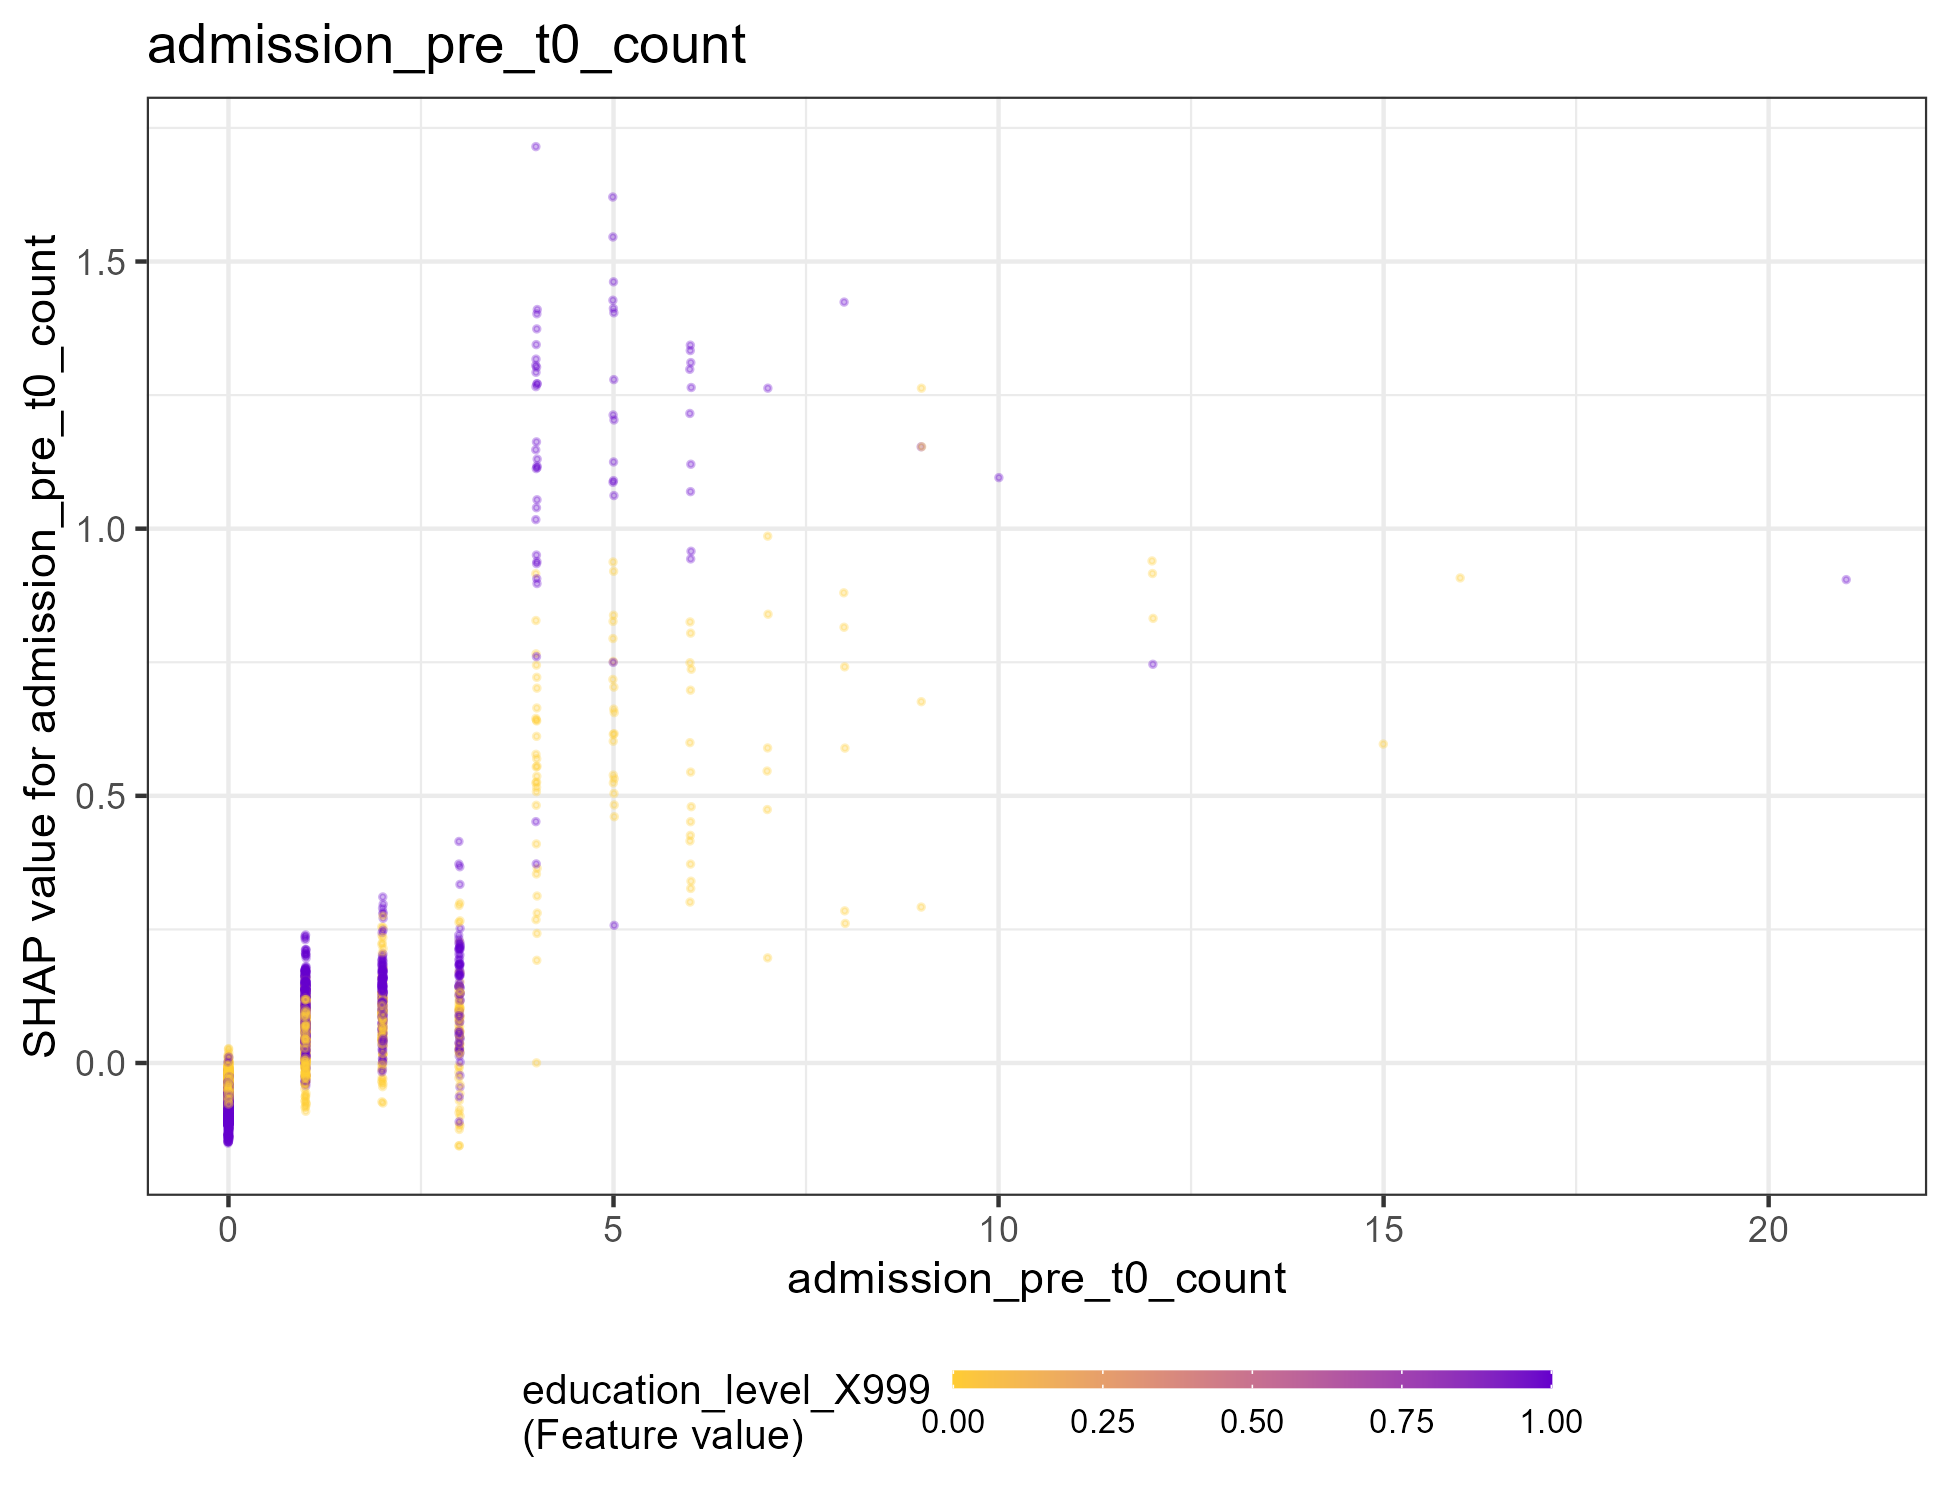 admission_pre_t0_count
SHAP value for admission_pre_t0_count
1.5
1.0
0.5
0.0
0 5 10 15 20
admission_pre_t0_count
education_level_X999
(Feature value)
0.00 0.25 0.50 0.75 1.00